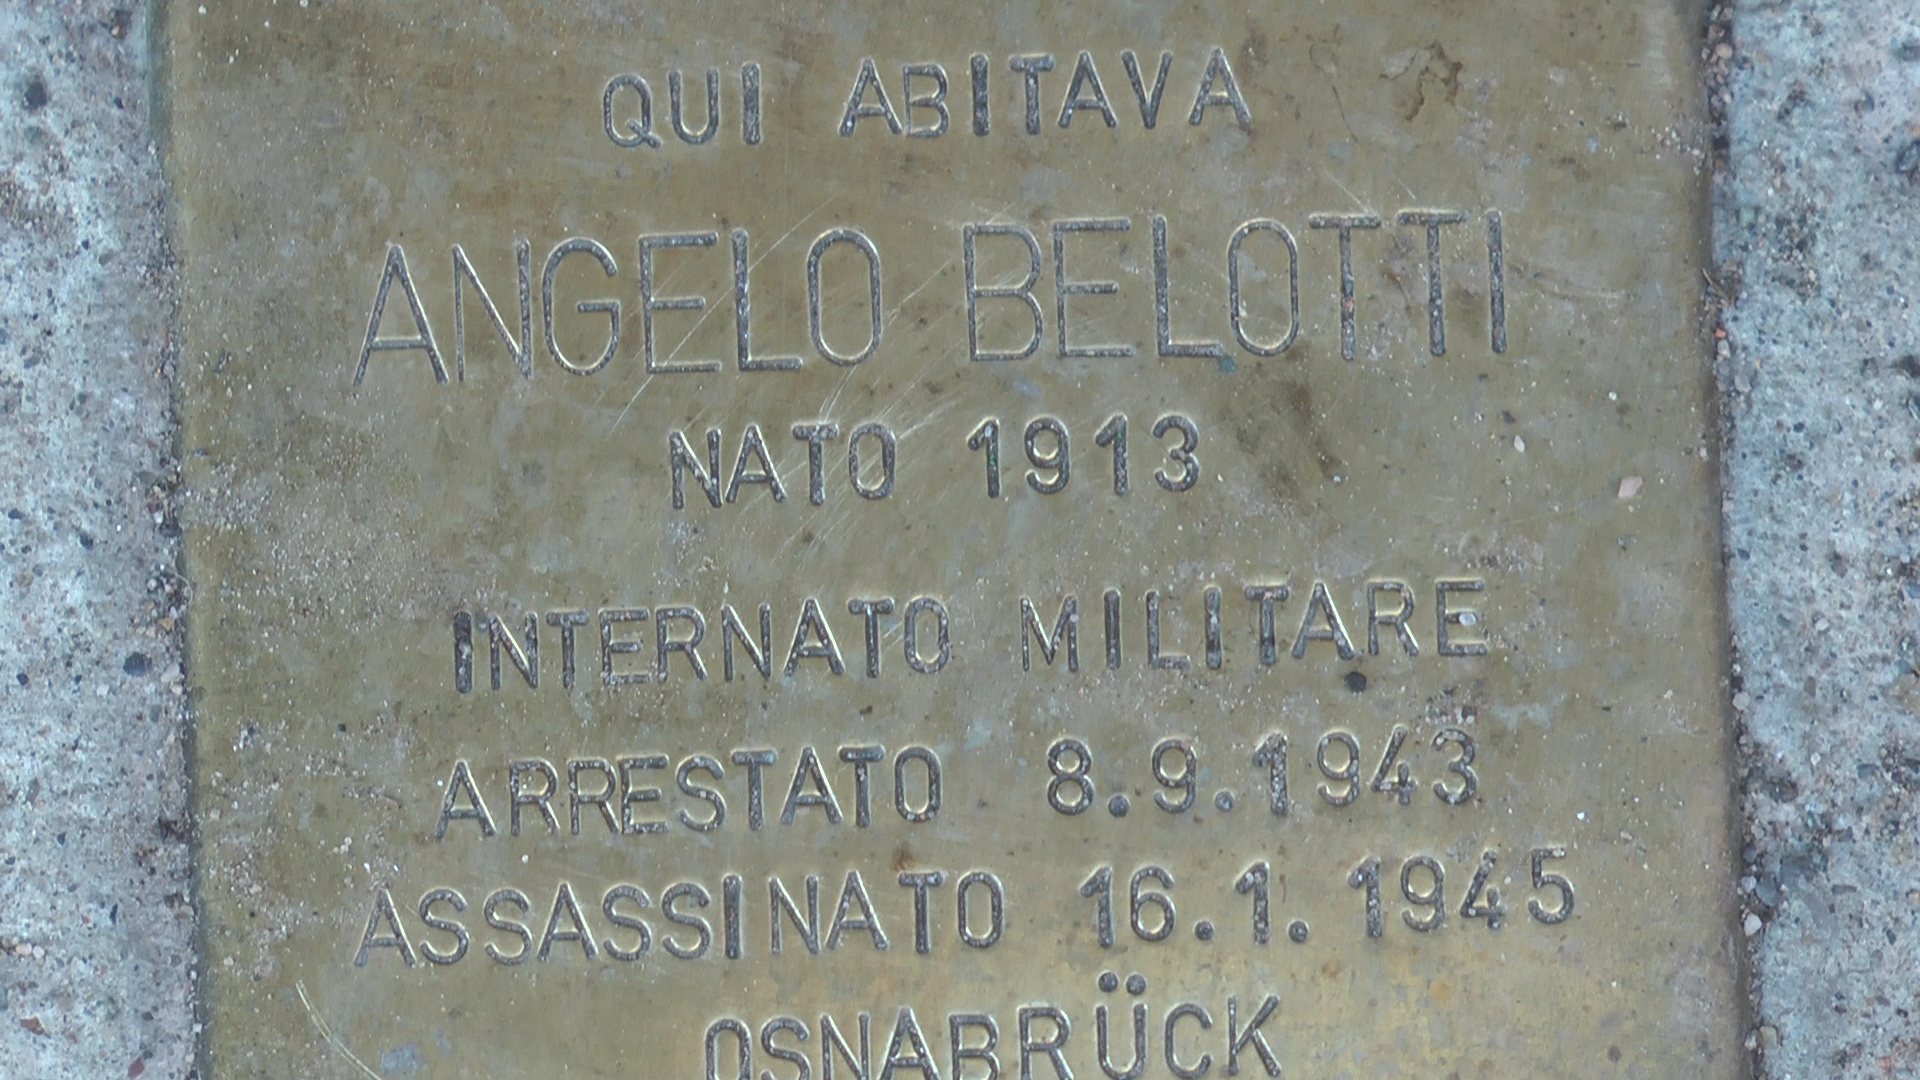 QUI ABITAVA
ANGELO BELOTTI
NATO 1913
INTERNATO MILITARE
ARRESTATO 8.9.1943
ASSASSINATO 16.1.1945
OSNABRÜCK